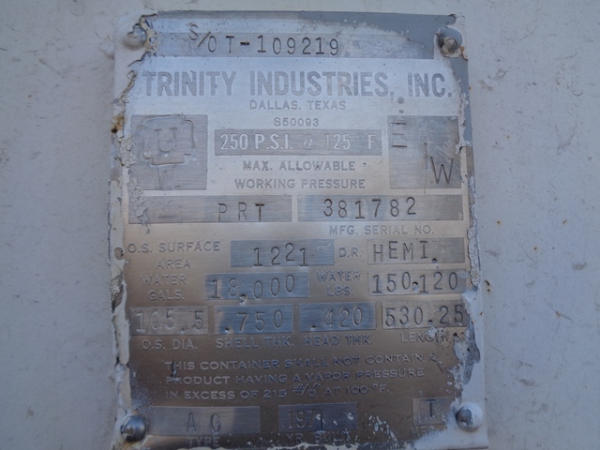 S/O T-109219
TRINITY INDUSTRIES, INC.
DALLAS, TEXAS
S50093
U 250 P.S.I. @ 125° F E
MAX. ALLOWABLE W
WORKING PRESSURE
PRT 381782
MFG. SERIAL NO.
O.S. SURFACE AREA 1221 D.R. HEMI.
WATER GALS. 18,000 WATER LBS 150,120
105.5 .750 .420 530.25
O.S. DIA. SHELL THK. HEAD THK LENGTH
THIS CONTAINER SHALL NOT CONTAIN A
PRODUCT HAVING A VAPOR PRESSURE
IN EXCESS OF 215 AT 100°F.
AG T
TYPE YR BUILT